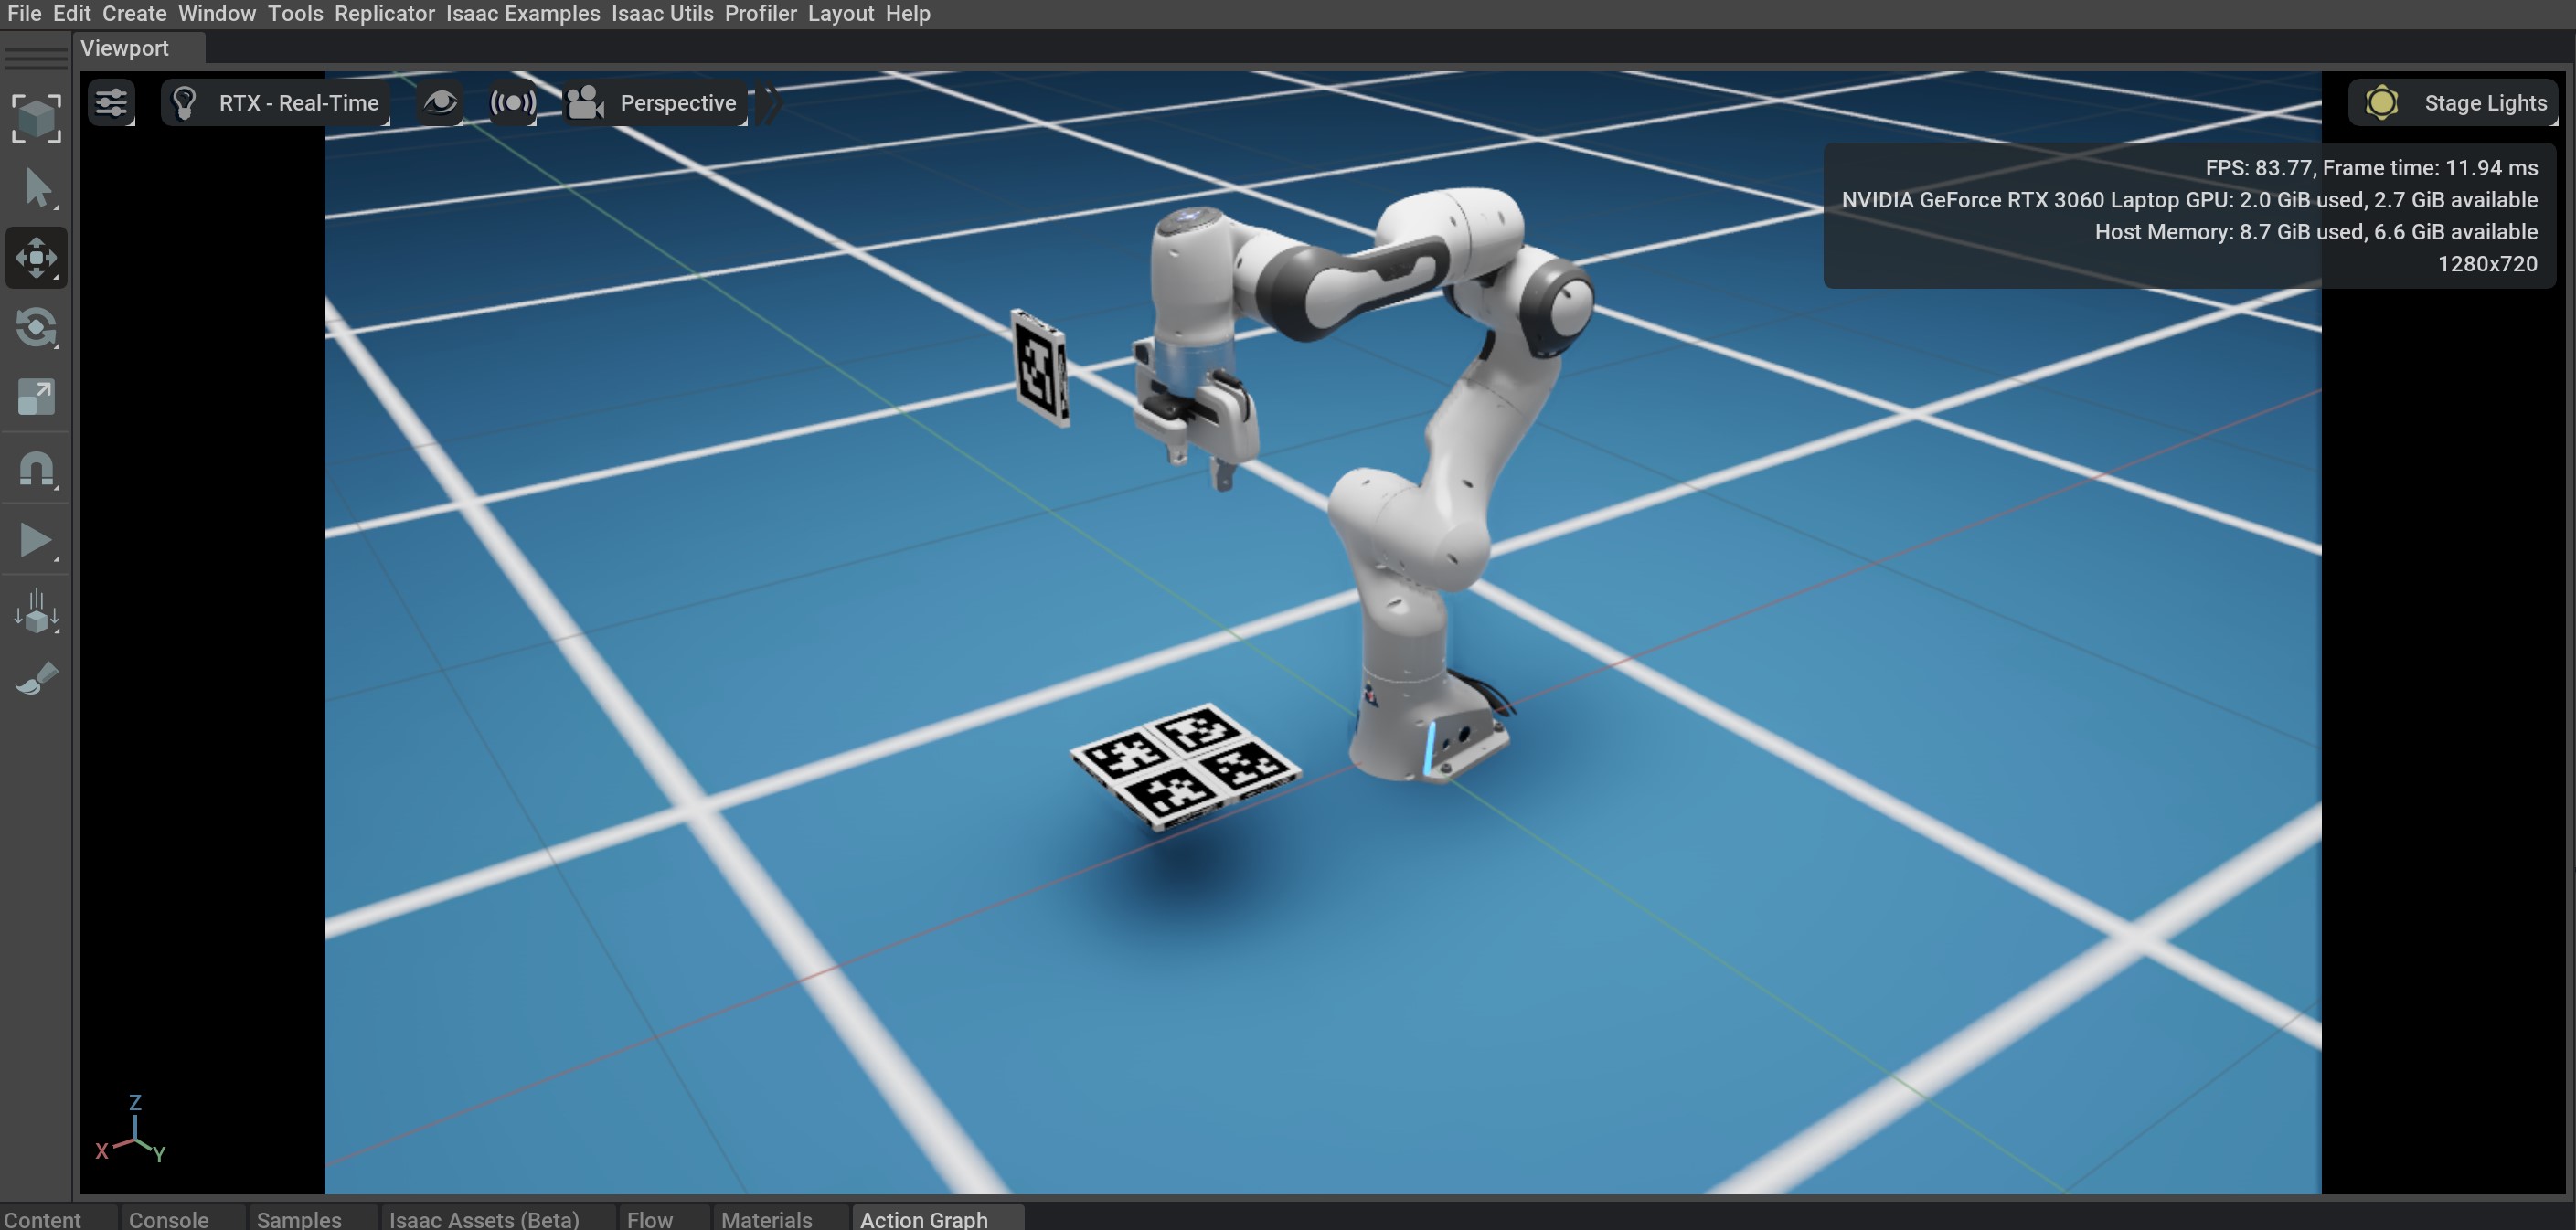 File Edit Create Window Tools Replicator Isaac Examples Isaac Utils Profiler Layout Help
Viewport
RTX - Real-Time
Perspective
Stage Lights
FPS: 83.77, Frame time: 11.94 ms
NVIDIA GeForce RTX 3060 Laptop GPU: 2.0 GiB used, 2.7 GiB available
Host Memory: 8.7 GiB used, 6.6 GiB available
1280x720
Z
X
Y
Content Console Samples Isaac Assets (Beta) Flow Materials Action Graph